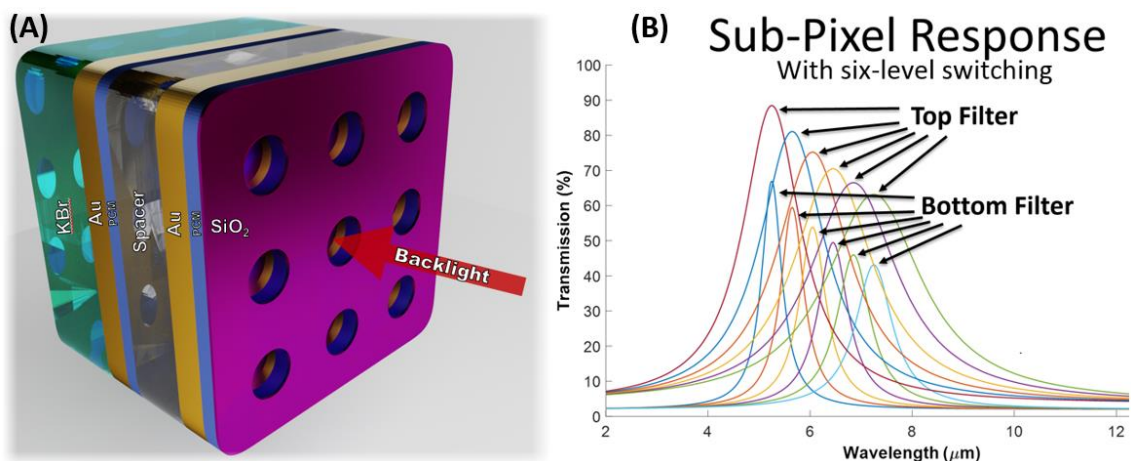 (A)
KBr
Au
PCM
Spacer
Au
PCM
SiO₂
Backlight
(B)
Sub-Pixel Response
With six-level switching
Top Filter
Bottom Filter
Transmission (%)
100
90
80
70
60
50
40
30
20
10
0
2
4
6
8
10
12
Wavelength (μm)